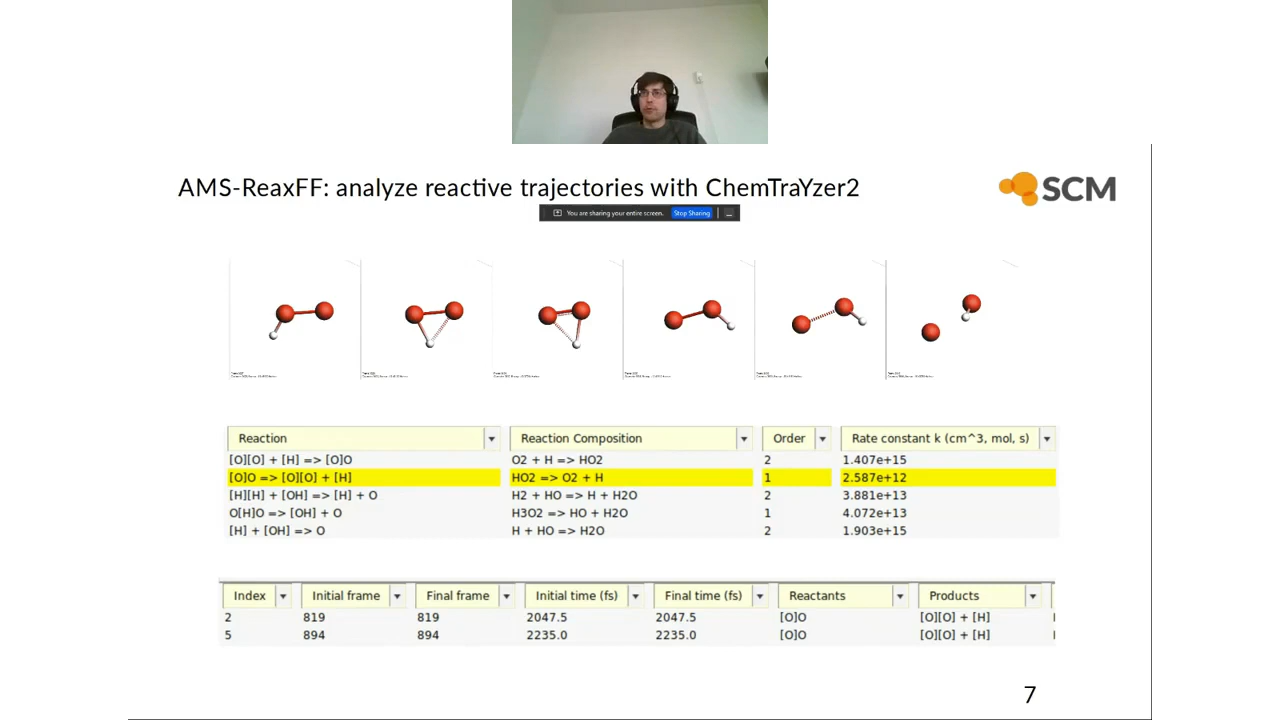 AMS-ReaxFF: analyze reactive trajectories with ChemTraYzer2
SCM
You are sharing your entire screen. Stop Sharing
Reaction Reaction Composition Order Rate constant k (cm^3, mol, s)
[O][O] + [H] => [O]O O2 + H => HO2 2 1.407e+15
[O]O => [O][O] + [H] HO2 => O2 + H 1 2.587e+12
[H][H] + [OH] => [H] + O H2 + HO => H + H2O 2 3.881e+13
O[H]O => [OH] + O H3O2 => HO + H2O 1 4.072e+13
[H] + [OH] => O H + HO => H2O 2 1.903e+15
Index Initial frame Final frame Initial time (fs) Final time (fs) Reactants Products
2 819 819 2047.5 2047.5 [O]O [O][O] + [H]
5 894 894 2235.0 2235.0 [O]O [O][O] + [H]
7